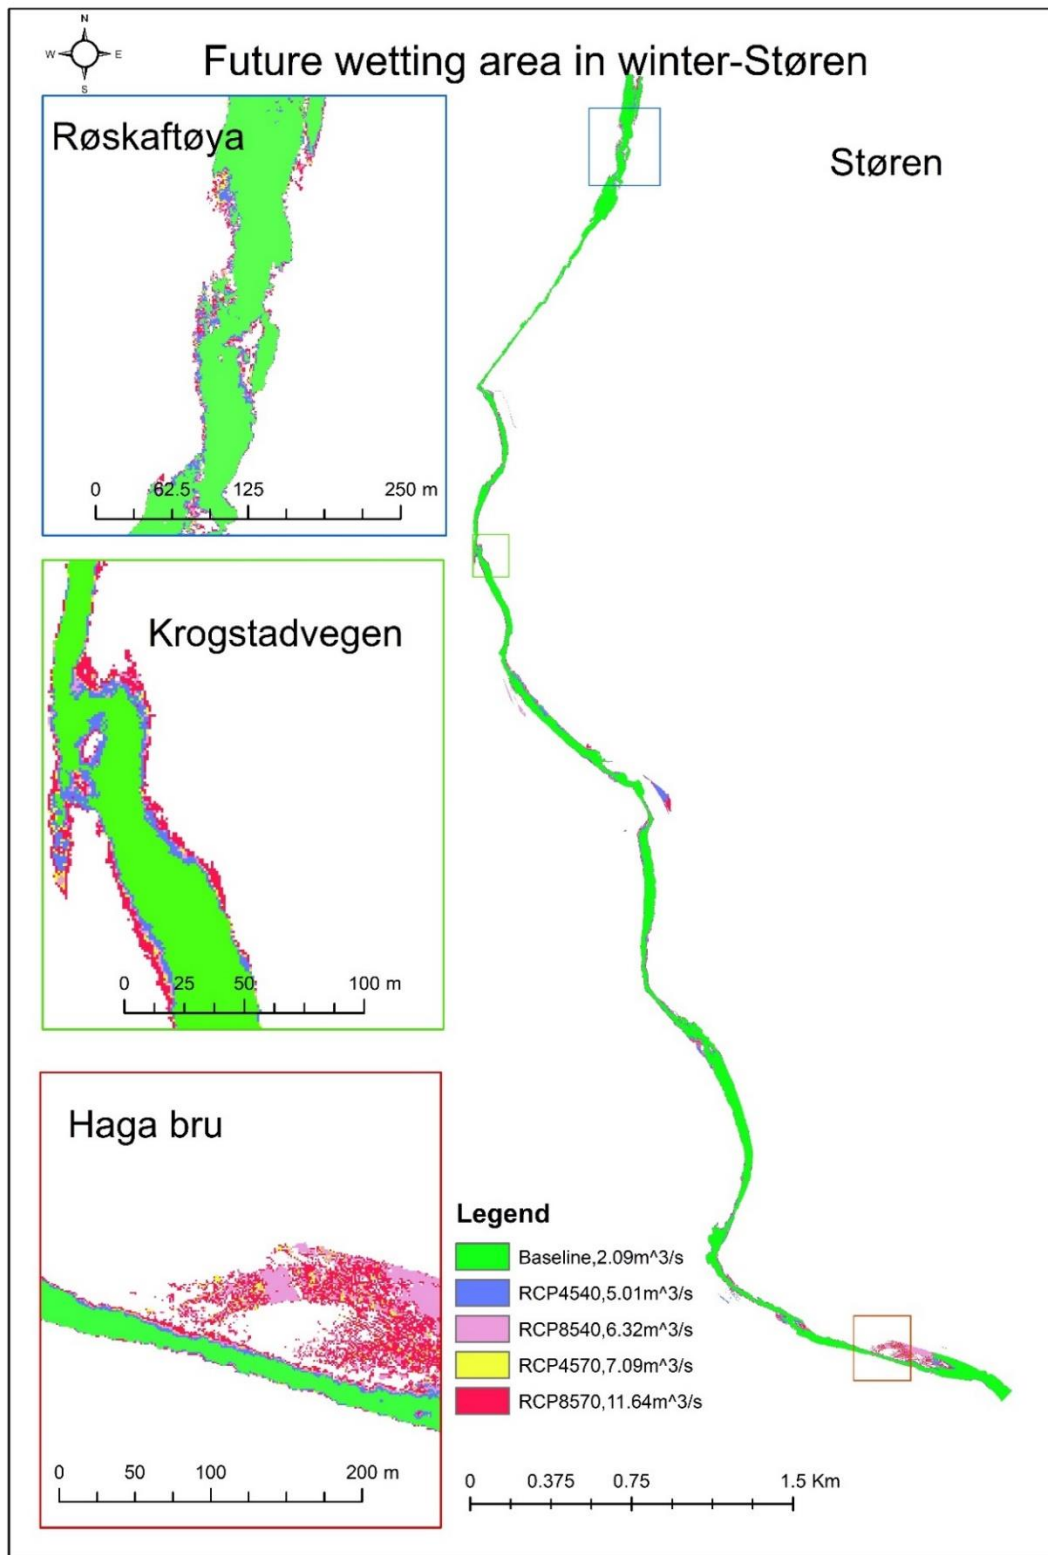 N
W E
S
Future wetting area in winter-Støren
Røskaftøya
Støren
0 62.5 125 250 m
Krogstadvegen
0 25 50 100 m
Haga bru
0 50 100 200 m
Legend
Baseline,2.09m^3/s
RCP4540,5.01m^3/s
RCP8540,6.32m^3/s
RCP4570,7.09m^3/s
RCP8570,11.64m^3/s
0 0.375 0.75 1.5 Km